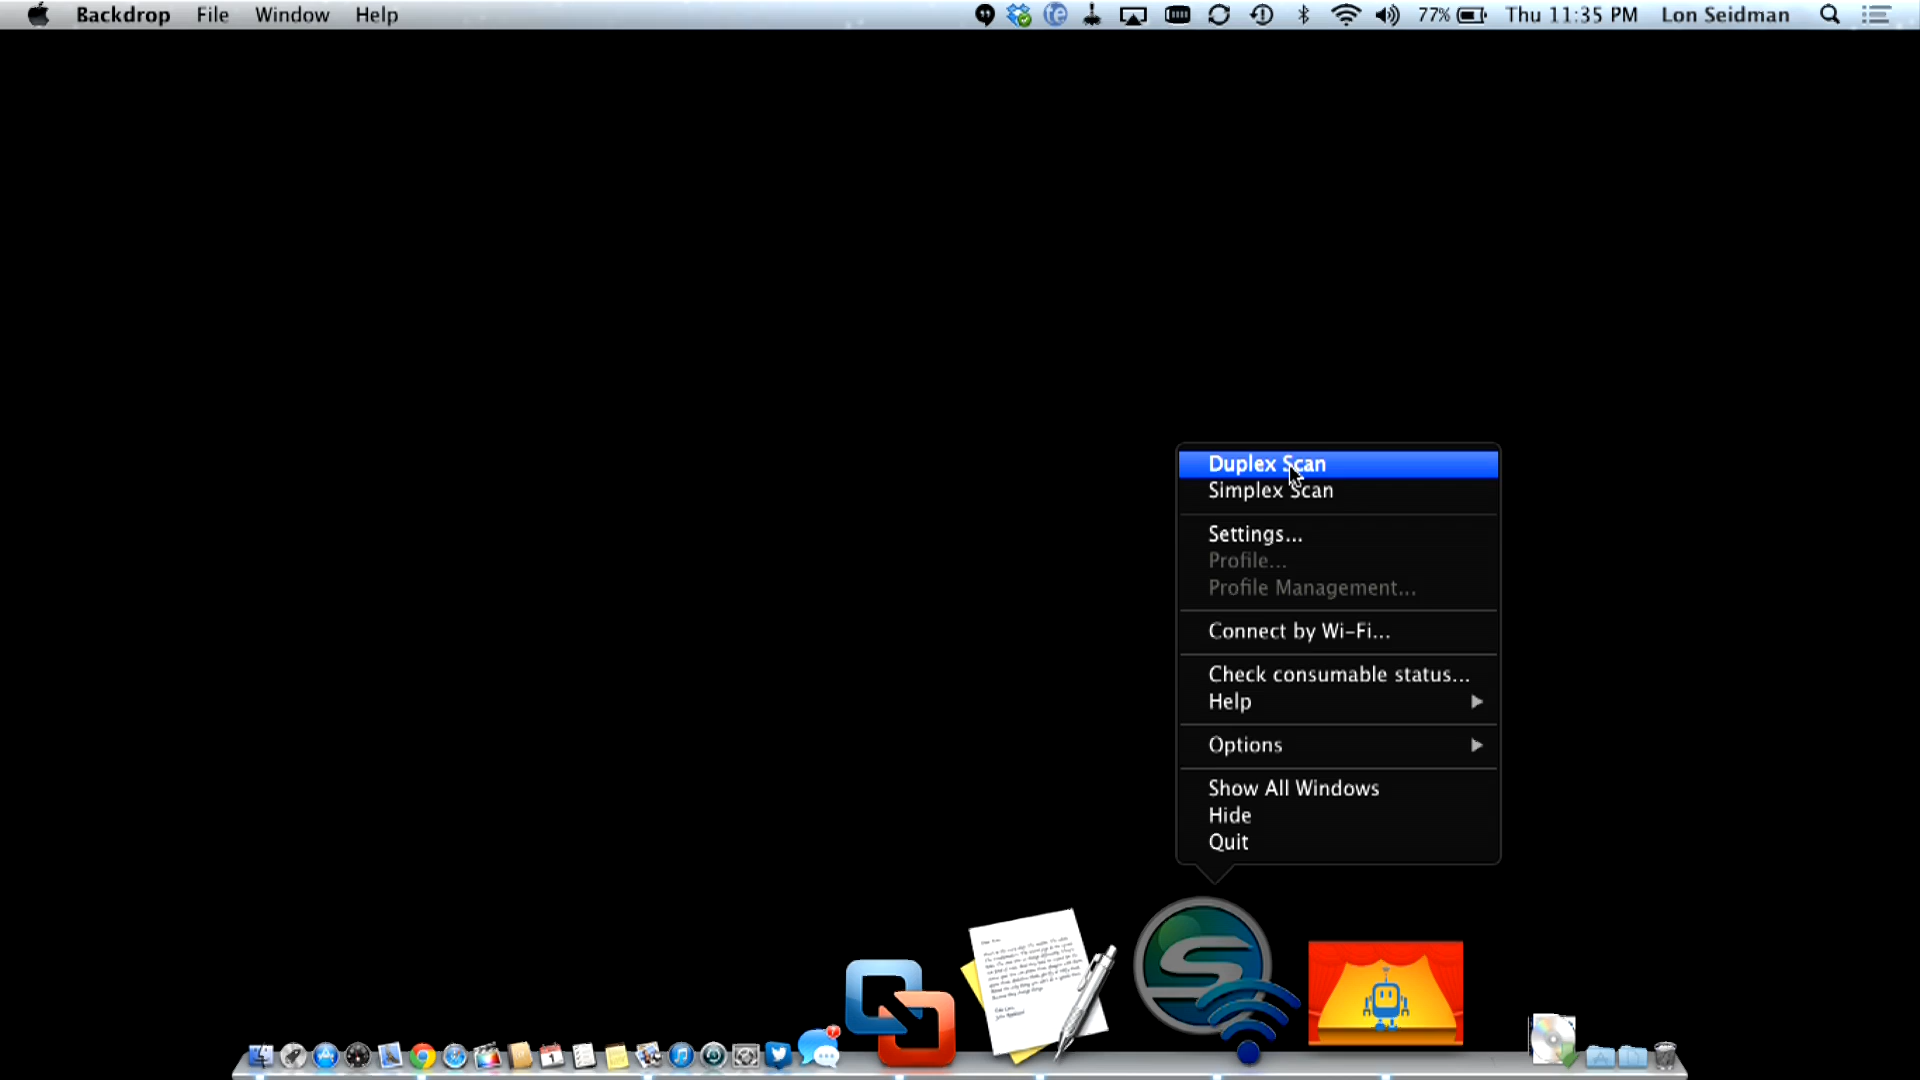 Backdrop File Window Help 77% Thu 11:35 PM Lon Seidman
Duplex Scan
Simplex Scan
Settings...
Profile...
Profile Management...
Connect by Wi-Fi...
Check consumable status...
Help
Options
Show All Windows
Hide
Quit